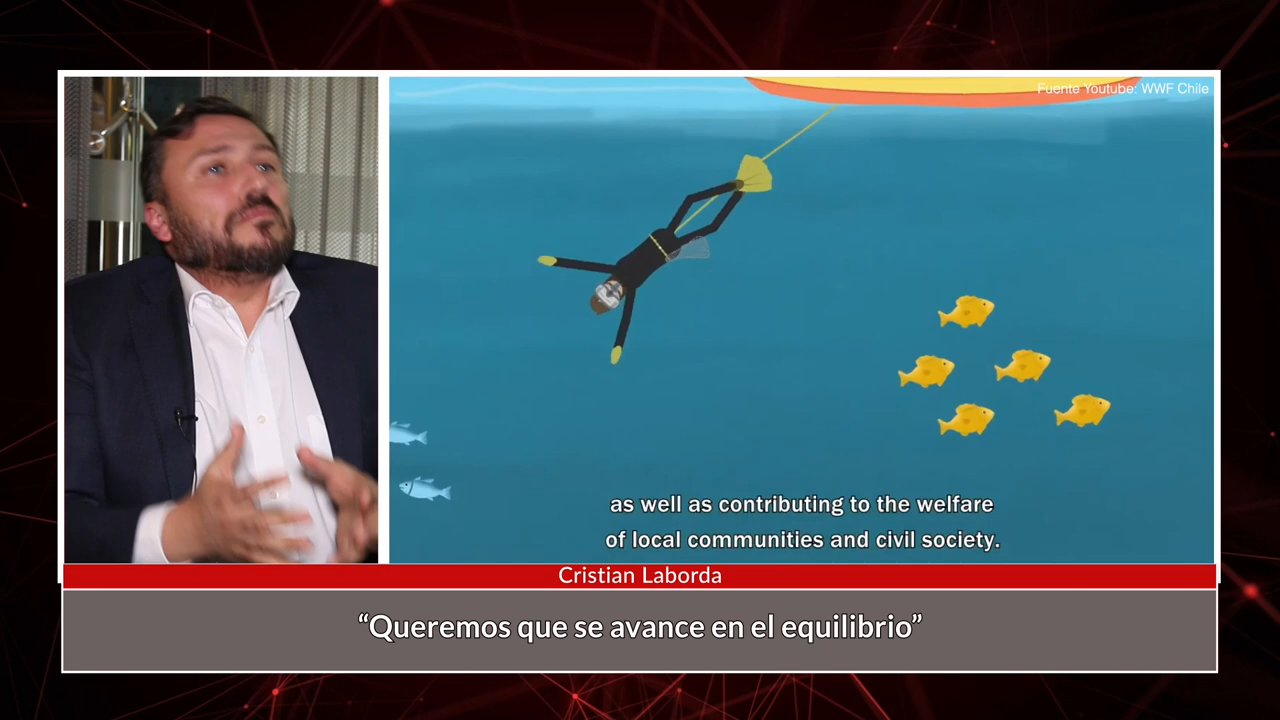 Fuente Youtube: WWF Chile
as well as contributing to the welfare
of local communities and civil society.
Cristian Laborda
“Queremos que se avance en el equilibrio”